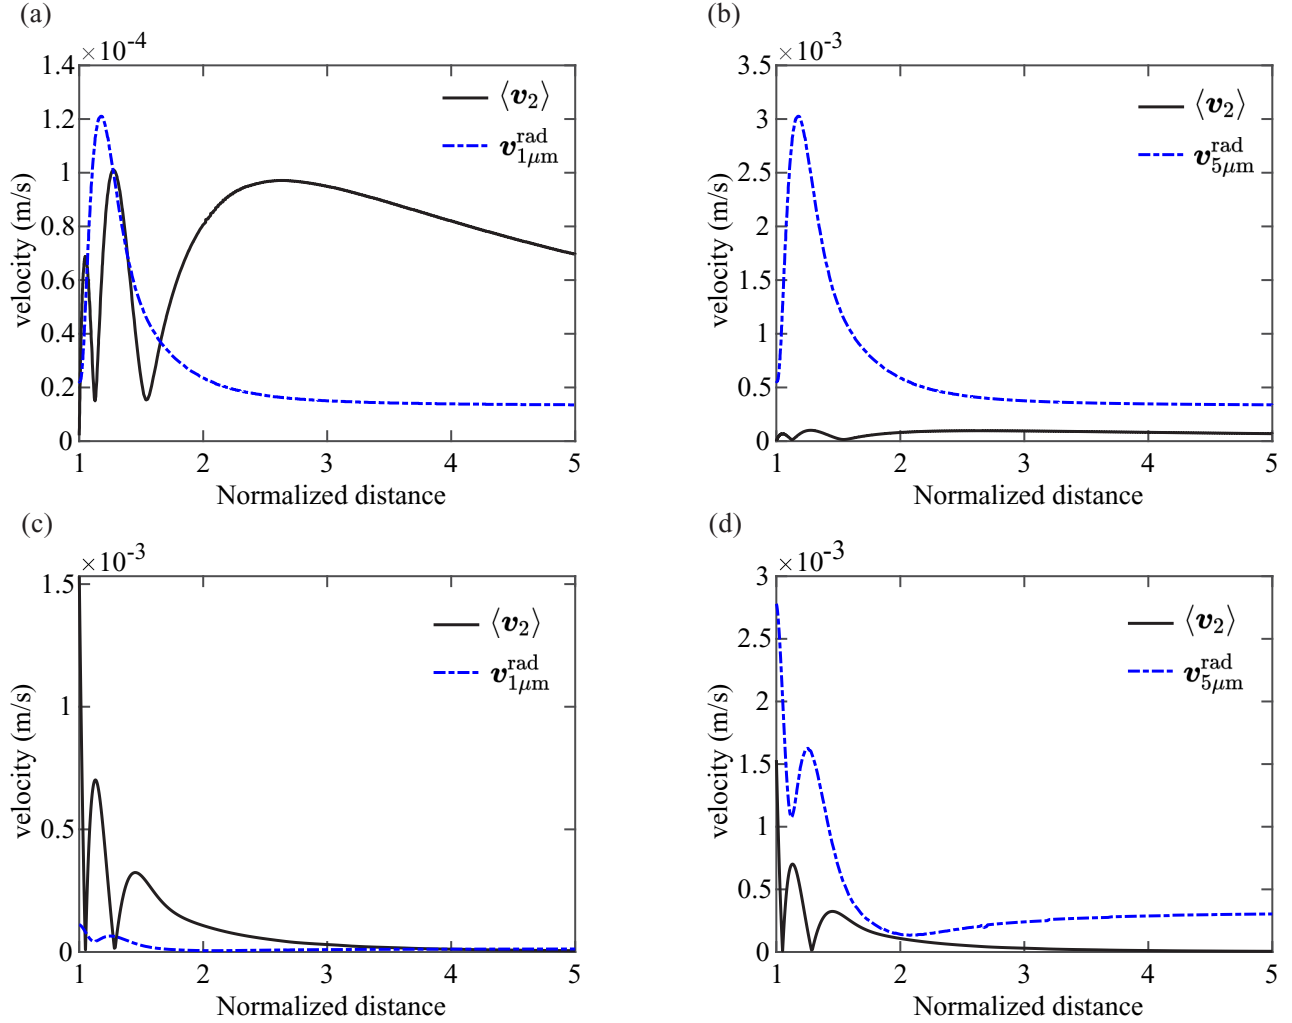 (a)
×10⁻⁴
1.4
1.2
1
0.8
0.6
0.4
0.2
0
velocity (m/s)
⟨v₂⟩
v^rad_1μm
1 2 3 4 5
Normalized distance
(b)
×10⁻³
3.5
3
2.5
2
1.5
1
0.5
0
velocity (m/s)
⟨v₂⟩
v^rad_5μm
1 2 3 4 5
Normalized distance
(c)
×10⁻³
1.5
1
0.5
0
velocity (m/s)
⟨v₂⟩
v^rad_1μm
1 2 3 4 5
Normalized distance
(d)
×10⁻³
3
2.5
2
1.5
1
0.5
0
velocity (m/s)
⟨v₂⟩
v^rad_5μm
1 2 3 4 5
Normalized distance